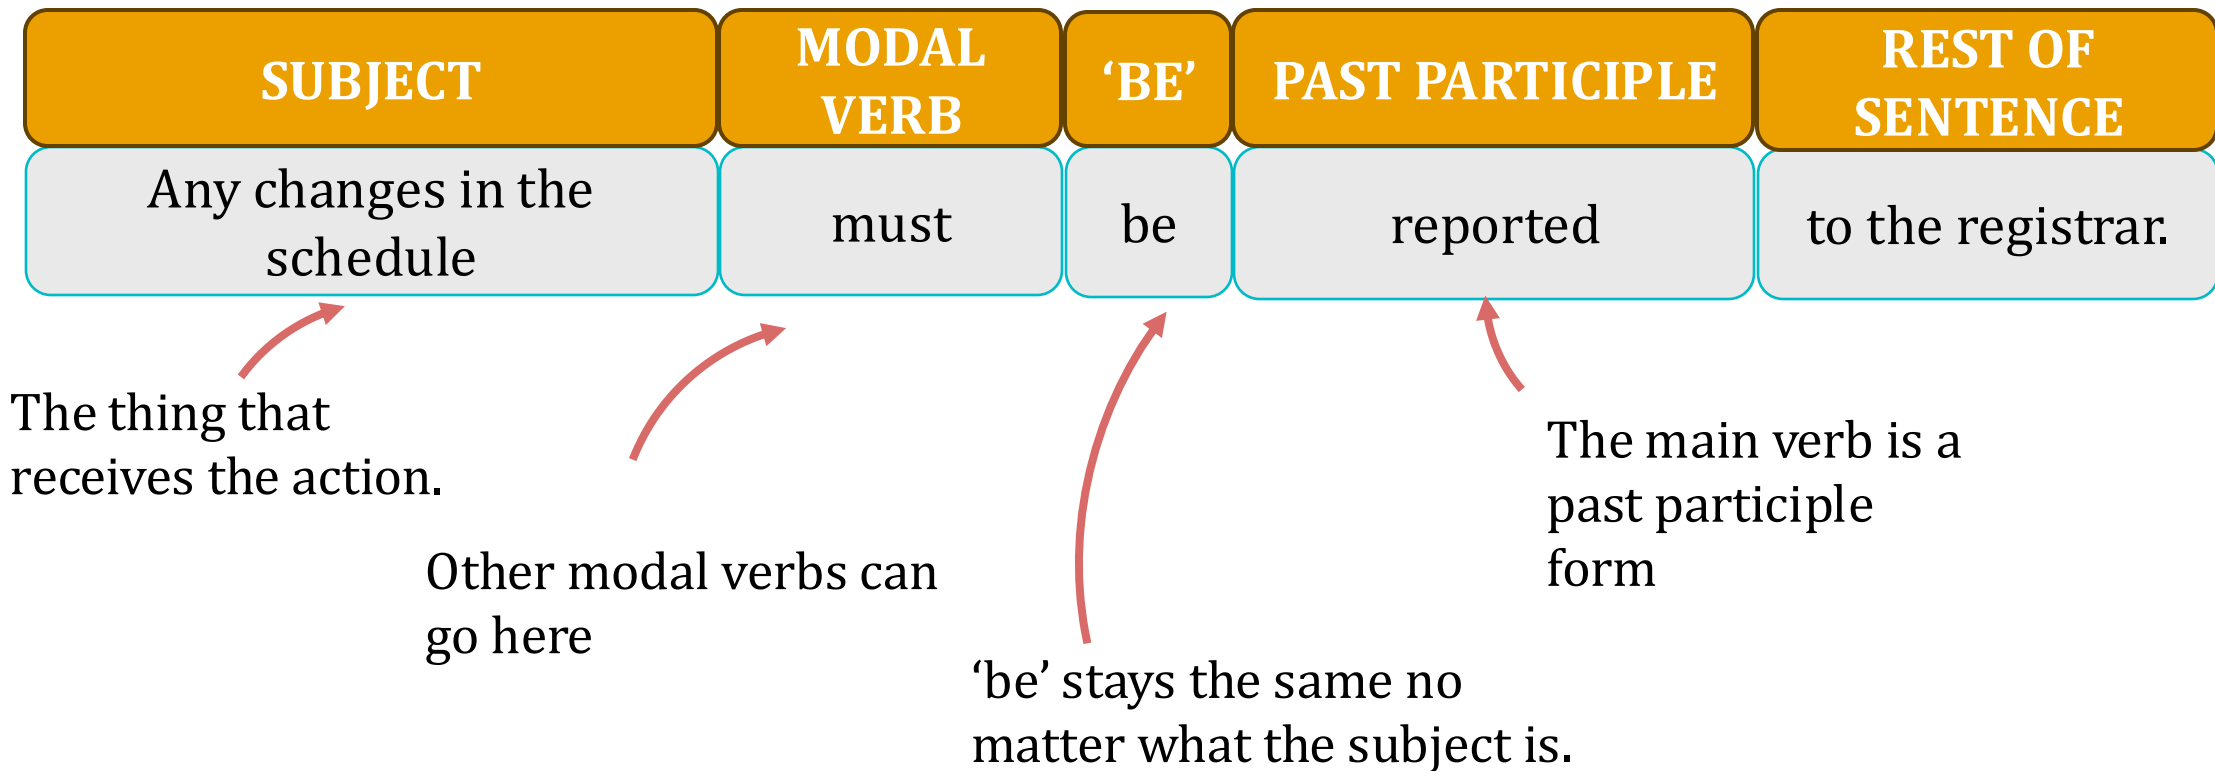 SUBJECT
MODAL
VERB
‘BE’
PAST PARTICIPLE
REST OF
SENTENCE
Any changes in the
schedule
must
be
reported
to the registrar.
The thing that
receives the action.
Other modal verbs can
go here
‘be’ stays the same no
matter what the subject is.
The main verb is a
past participle
form